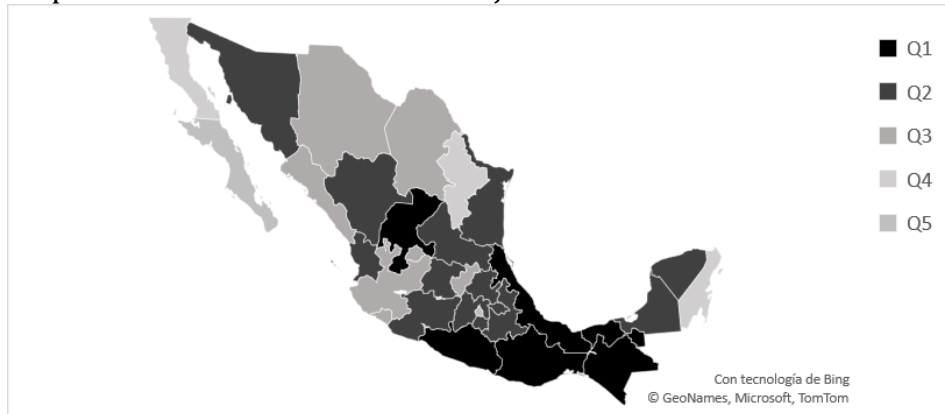 Q1
Q2
Q3
Q4
Q5
Con tecnología de Bing
© GeoNames, Microsoft, TomTom